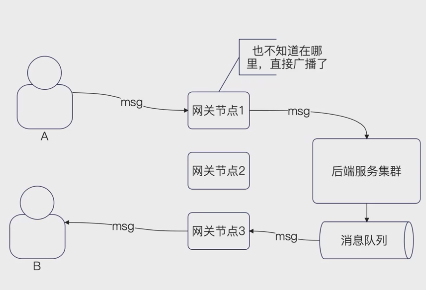 也不知道在哪
里，直接广播了
msg
网关节点1
msg
A
网关节点2
后端服务集群
msg
网关节点3
msg
消息队列
B